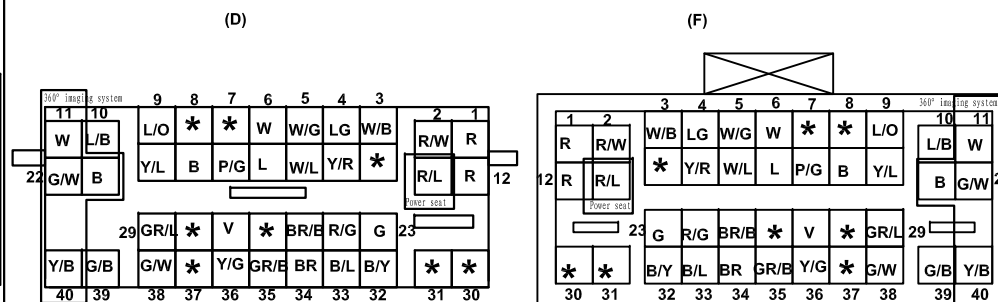 (D) (F)
360° imaging system
11 10 9 8 7 6 5 4 3 2 1
W L/B L/O * * W W/G LG W/B R/W R
22 G/W B Y/L B P/G L W/L Y/R * R/L R 12
Power seat
29 GR/L * V * BR/B R/G G 23
Y/B G/B G/W * Y/G GR/B BR B/L B/Y * *
40 39 38 37 36 35 34 33 32 31 30
360° imaging system
1 2 3 4 5 6 7 8 9 10 11
R R/W W/B LG W/G W * * L/O L/B W
12 R R/L * Y/R W/L L P/G B Y/L B G/W
Power seat
23 G R/G BR/B * V * GR/L 29
* * B/Y B/L BR GR/B Y/G * G/W G/B Y/B
30 31 32 33 34 35 36 37 38 39 40